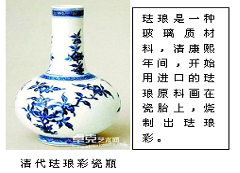 珐琅是一种
玻璃质材
料，清康熙
年间，开始
用进口的珐
琅原料画在
瓷胎上，烧
制出珐琅
彩。
清代珐琅彩瓷瓶